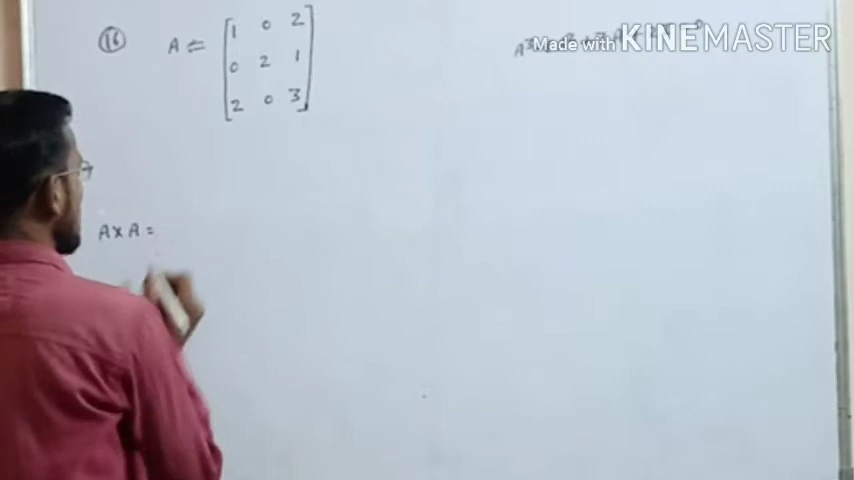 16 A = [1 0 2
0 2 1
2 0 3]
Made with KINEMASTER
A × A =